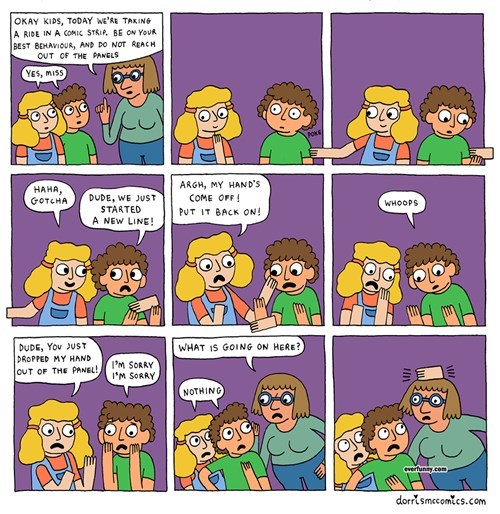 OKAY KIDS, TODAY WE'RE TAKING
A RIDE IN A COMIC STRIP. BE ON YOUR
BEST BEHAVIOUR, AND DO NOT REACH
OUT OF THE PANELS
YES, MISS
POKE
HAHA,
GOTCHA
DUDE, WE JUST
STARTED
A NEW LINE!
ARGH, MY HAND'S
COME OFF!
PUT IT BACK ON!
WHOOPS
DUDE, YOU JUST
DROPPED MY HAND
OUT OF THE PANEL!
I'M SORRY
I'M SORRY
WHAT IS GOING ON HERE?
NOTHING
everfunny.com
dorrismccomics.com